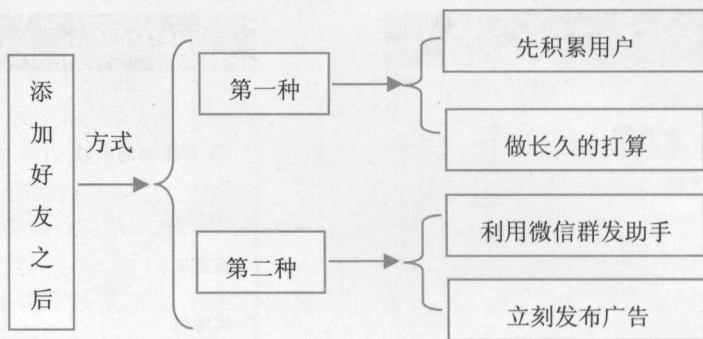 添加好友之后
方式
第一种
先积累用户
做长久的打算
第二种
利用微信群发助手
立刻发布广告